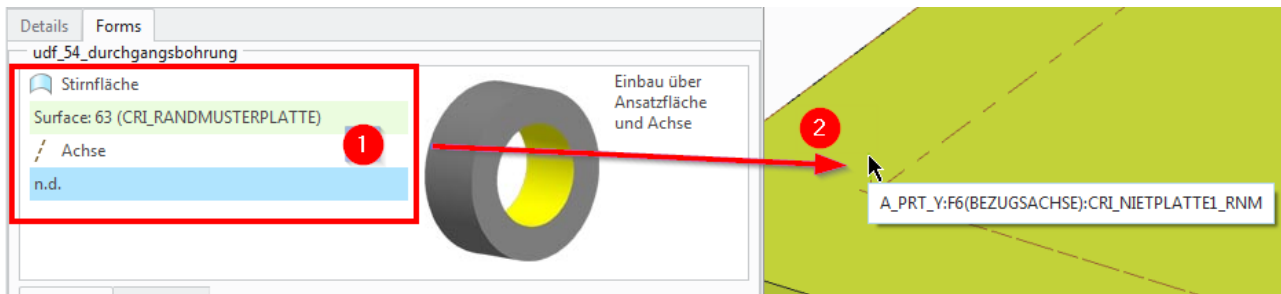 Details Forms
udf_54_durchgangsbohrung
Stirnfläche
Surface: 63 (CRI_RANDMUSTERPLATTE)
1
Achse
n.d.
Einbau über
Ansatzfläche
und Achse
2
A_PRT_Y:F6(BEZUGSACHSE):CRI_NIETPLATTE1_RNM